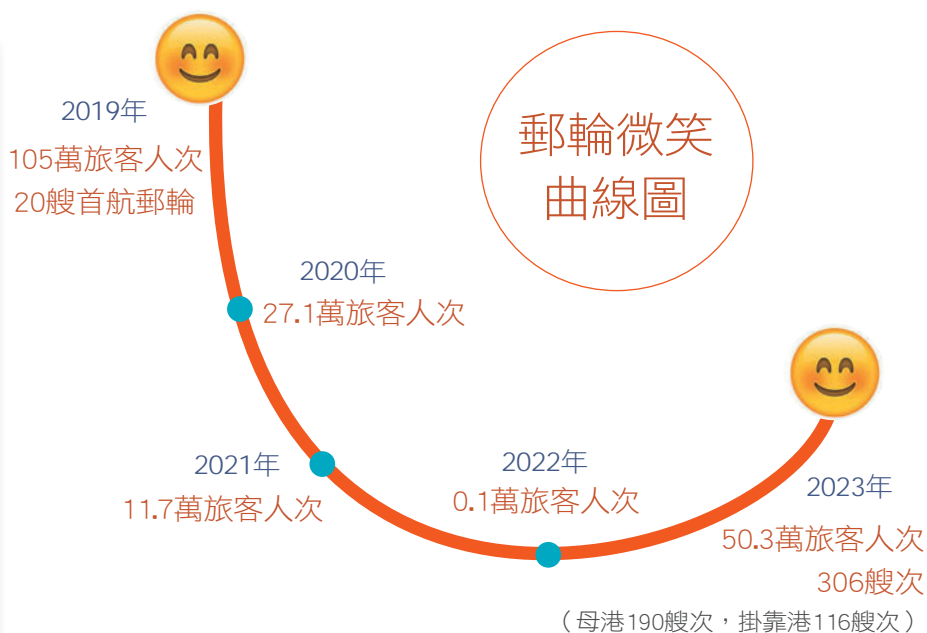 郵輪微笑
曲線圖
2019年
105萬旅客人次
20艘首航郵輪
2020年
27.1萬旅客人次
2021年
11.7萬旅客人次
2022年
0.1萬旅客人次
2023年
50.3萬旅客人次
306艘次
（母港190艘次，掛靠港116艘次）